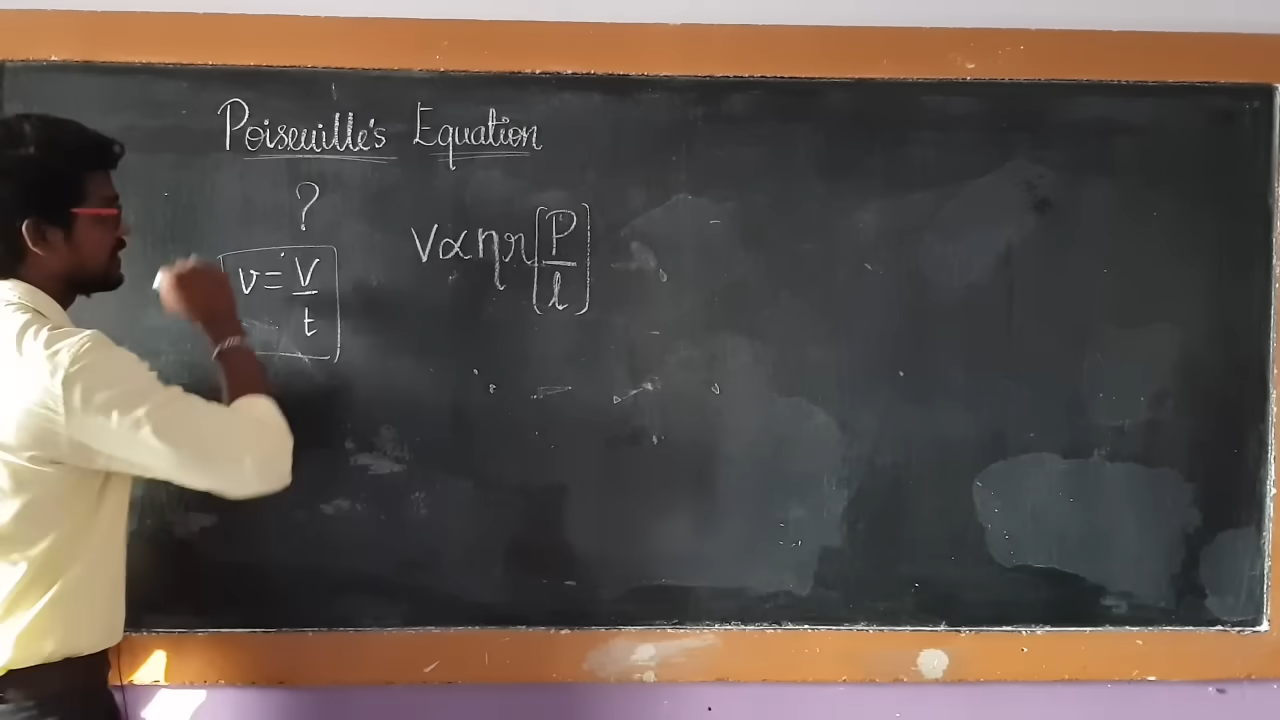 Poiseuille's Equation
?
v = V/t
V ∝ η r [P/l]